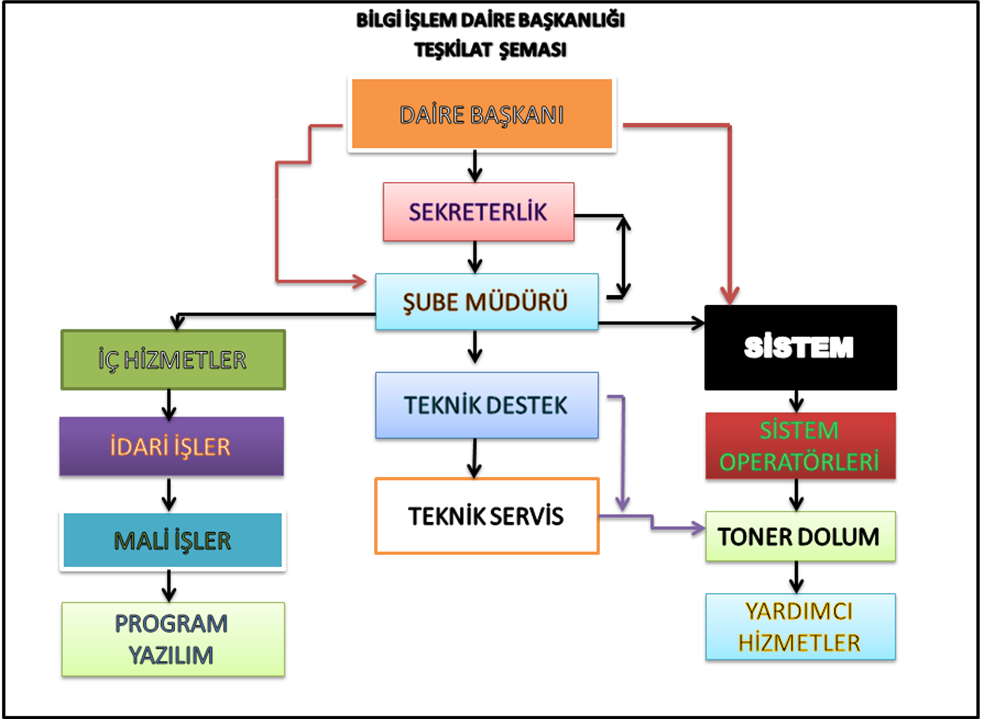 BİLGİ İŞLEM DAİRE BAŞKANLIĞI
TEŞKİLAT ŞEMASI
DAİRE BAŞKANI
SEKRETERLİK
ŞUBE MÜDÜRÜ
İÇ HİZMETLER
SİSTEM
TEKNİK DESTEK
İDARİ İŞLER
SİSTEM
OPERATÖRLERİ
TEKNİK SERVİS
MALİ İŞLER
TONER DOLUM
PROGRAM
YAZILIM
YARDIMCI
HİZMETLER